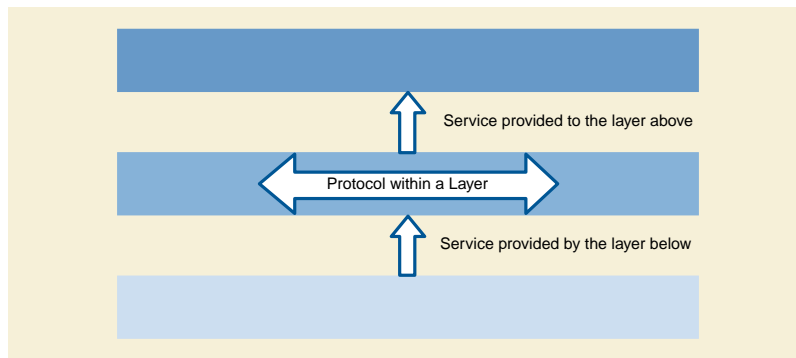 Service provided to the layer above
Protocol within a Layer
Service provided by the layer below